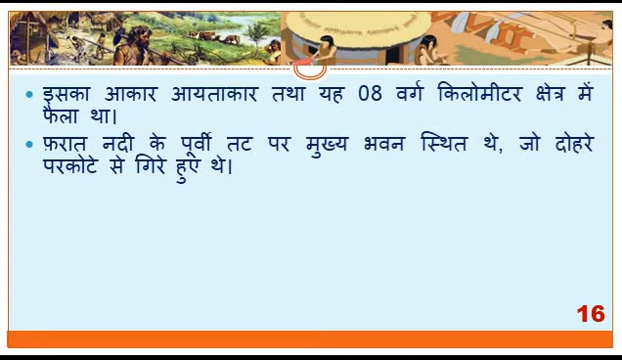 इसका आकार आयताकार तथा यह 08 वर्ग किलोमीटर क्षेत्र में
फैला था।
फ़रात नदी के पूर्वी तट पर मुख्य भवन स्थित थे, जो दोहरे
परकोटे से गिरे हुए थे।
16